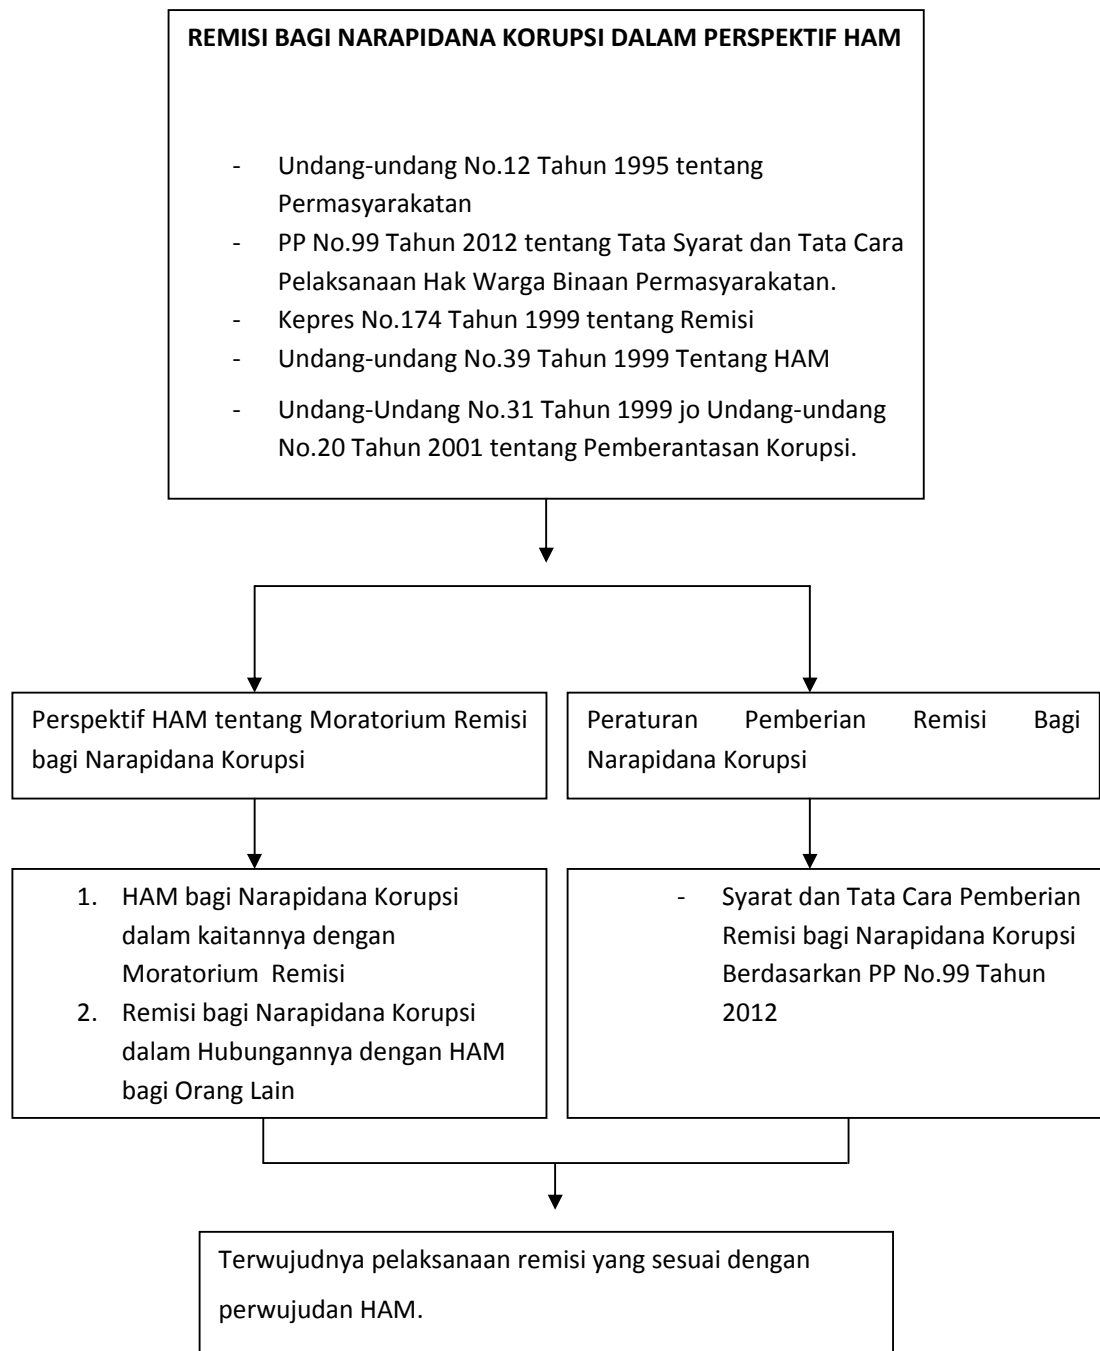 REMISI BAGI NARAPIDANA KORUPSI DALAM PERSPEKTIF HAM
- Undang-undang No.12 Tahun 1995 tentang
Permasyarakatan
- PP No.99 Tahun 2012 tentang Tata Syarat dan Tata Cara
Pelaksanaan Hak Warga Binaan Permasyarakatan.
- Kepres No.174 Tahun 1999 tentang Remisi
- Undang-undang No.39 Tahun 1999 Tentang HAM
- Undang-Undang No.31 Tahun 1999 jo Undang-undang
No.20 Tahun 2001 tentang Pemberantasan Korupsi.
Perspektif HAM tentang Moratorium Remisi
bagi Narapidana Korupsi
Peraturan Pemberian Remisi Bagi
Narapidana Korupsi
1. HAM bagi Narapidana Korupsi
dalam kaitannya dengan
Moratorium Remisi
2. Remisi bagi Narapidana Korupsi
dalam Hubungannya dengan HAM
bagi Orang Lain
- Syarat dan Tata Cara Pemberian
Remisi bagi Narapidana Korupsi
Berdasarkan PP No.99 Tahun
2012
Terwujudnya pelaksanaan remisi yang sesuai dengan
perwujudan HAM.